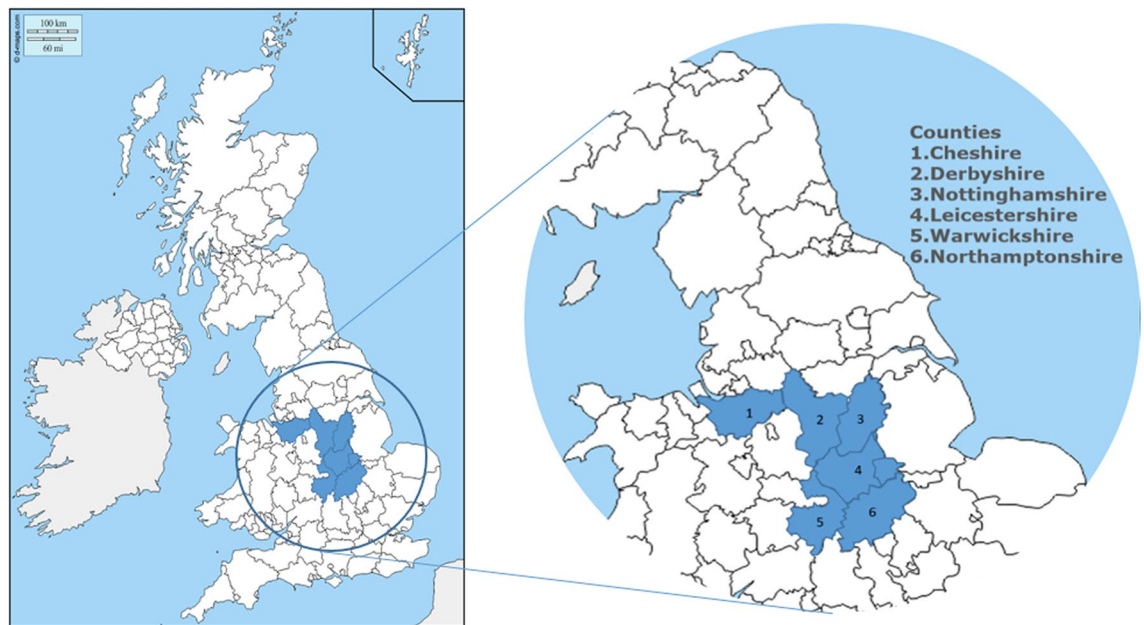 100 km
60 mi
© d-maps.com
Counties
1.Cheshire
2.Derbyshire
3.Nottinghamshire
4.Leicestershire
5.Warwickshire
6.Northamptonshire
1
2
3
4
5
6